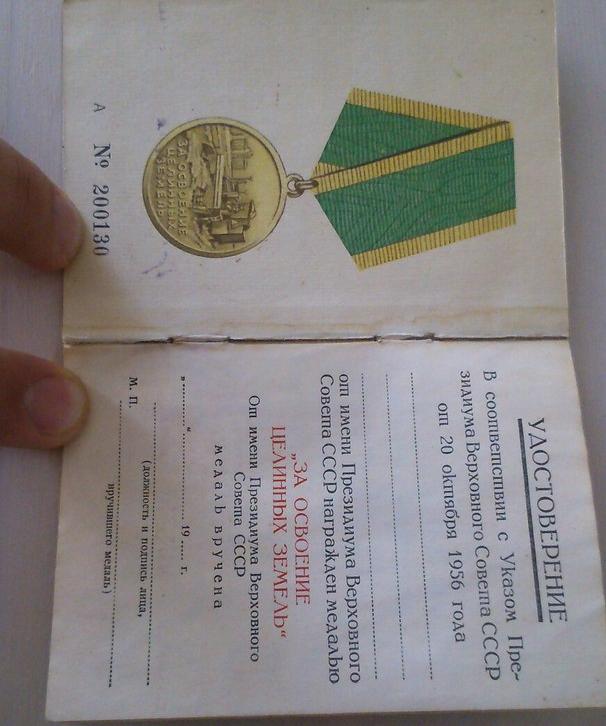 ЗА ОСВОЕНИЕ
ЦЕЛИННЫХ
ЗЕМЕЛЬ
А № 200130
УДОСТОВЕРЕНИЕ
В соответствии с Указом Пре-
зидиума Верховного Совета СССР
от 20 октября 1956 года
от имени Президиума Верховного
Совета СССР награжден медалью
„ЗА ОСВОЕНИЕ
ЦЕЛИННЫХ ЗЕМЕЛЬ“
От имени Президиума Верховного
Совета СССР
медаль вручена
„.........“ .................... 19..... г.
М. П.
(должность и подпись лица,
вручившего медаль)